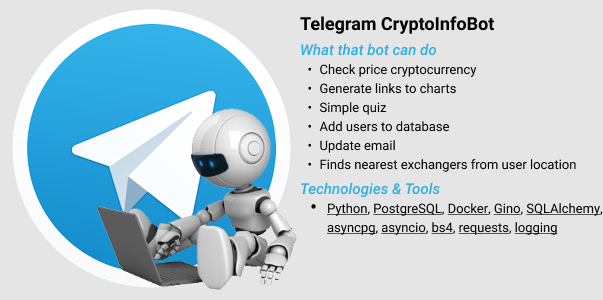 Telegram CryptoInfoBot
What that bot can do
• Check price cryptocurrency
• Generate links to charts
• Simple quiz
• Add users to database
• Update email
• Finds nearest exchangers from user location
Technologies & Tools
• Python, PostgreSQL, Docker, Gino, SQLAlchemy,
asyncpg, asyncio, bs4, requests, logging